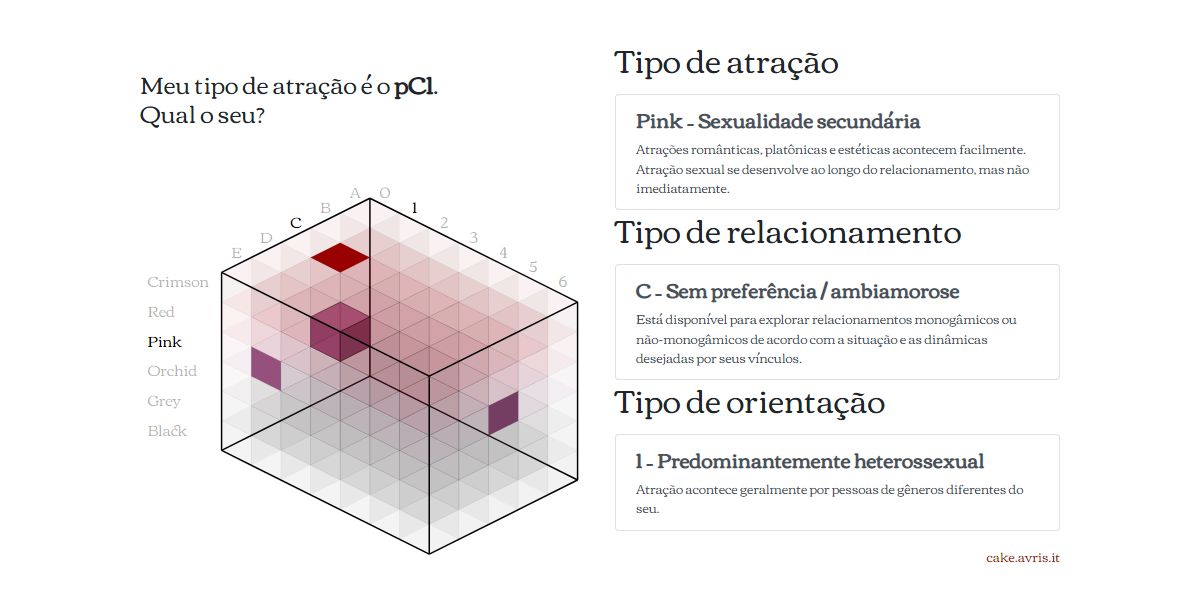 Meu tipo de atração é o pC1.
Qual o seu?
A O
B 1
C 2
D 3
E 4
5
6
Crimson
Red
Pink
Orchid
Grey
Black
Tipo de atração
Pink - Sexualidade secundária
Atrações românticas, platônicas e estéticas acontecem facilmente.
Atração sexual se desenvolve ao longo do relacionamento, mas não
imediatamente.
Tipo de relacionamento
C - Sem preferência / ambiamorose
Está disponível para explorar relacionamentos monogâmicos ou
não-monogâmicos de acordo com a situação e as dinâmicas
desejadas por seus vínculos.
Tipo de orientação
1 - Predominantemente heterossexual
Atração acontece geralmente por pessoas de gêneros diferentes do
seu.
cake.avris.it